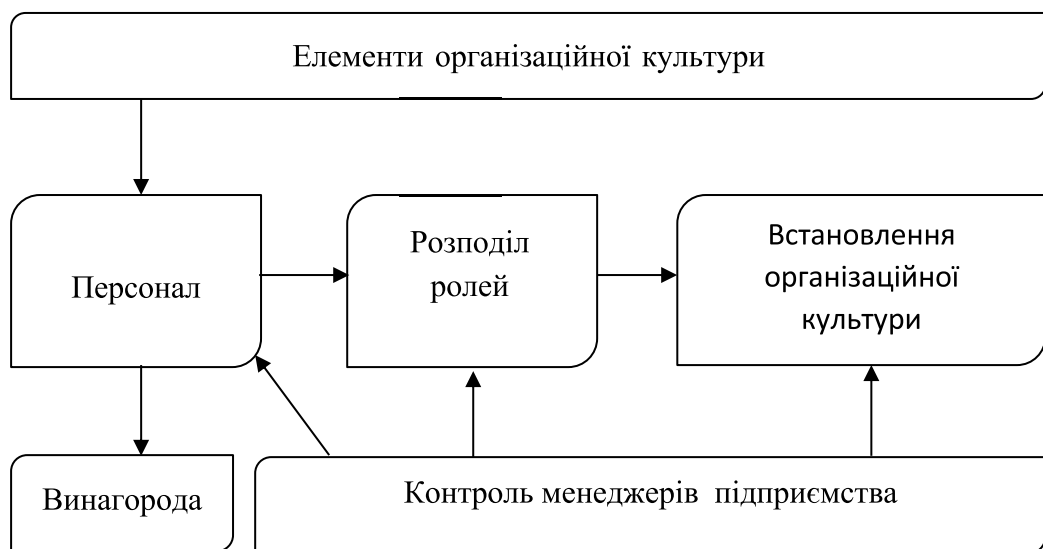 Елементи організаційної культури
Персонал
Розподіл
ролей
Встановлення
організаційної
культури
Винагорода
Контроль менеджерів підприємства